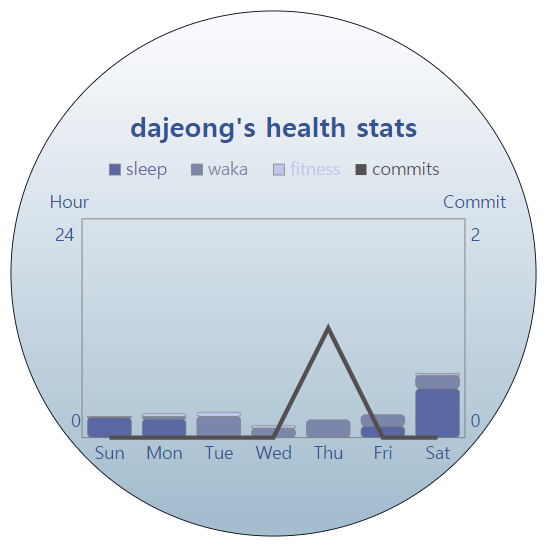 dajeong's health stats
sleep waka fitness commits
Hour Commit
24 2
0 0
Sun Mon Tue Wed Thu Fri Sat